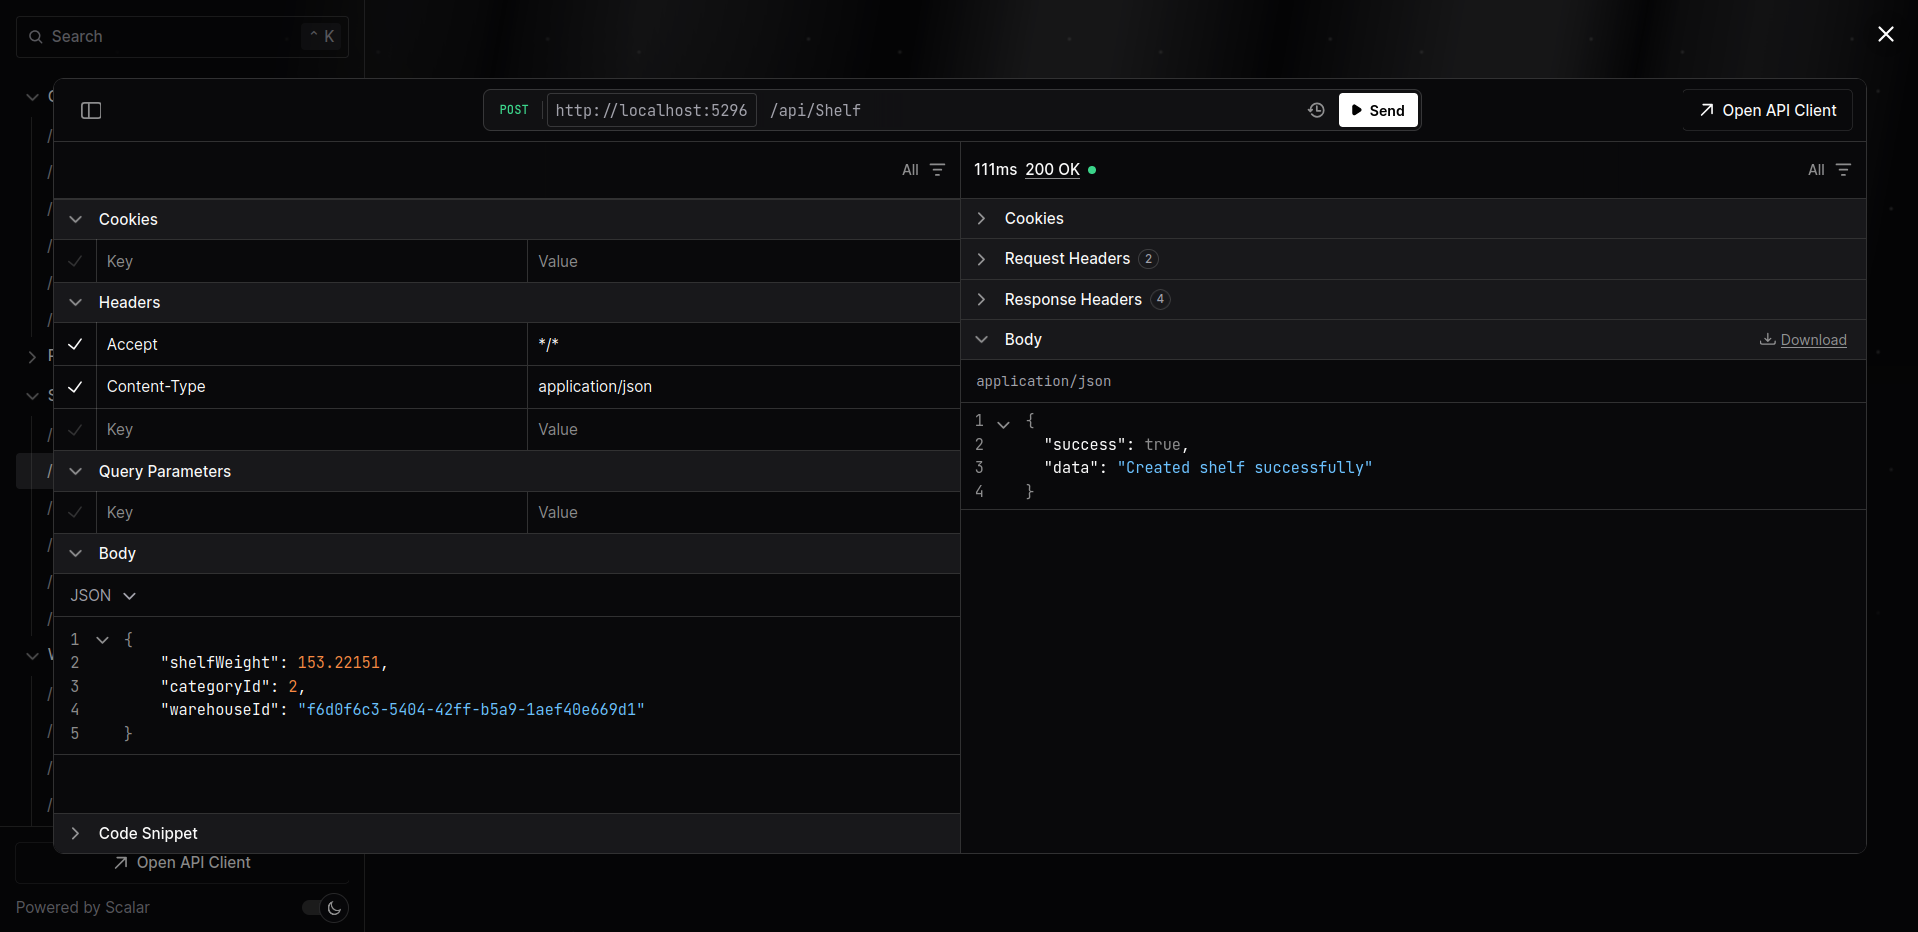 Search
⌃ K
POST
http://localhost:5296
/api/Shelf
Send
Open API Client
All
Cookies
Key
Value
Headers
Accept
*/*
Content-Type
application/json
Key
Value
Query Parameters
Key
Value
Body
JSON
1 {
2 "shelfWeight": 153.22151,
3 "categoryId": 2,
4 "warehouseId": "f6d0f6c3-5404-42ff-b5a9-1aef40e669d1"
5 }
Code Snippet
111ms 200 OK
All
Cookies
Request Headers 2
Response Headers 4
Body
Download
application/json
1 {
2 "success": true,
3 "data": "Created shelf successfully"
4 }
Open API Client
Powered by Scalar